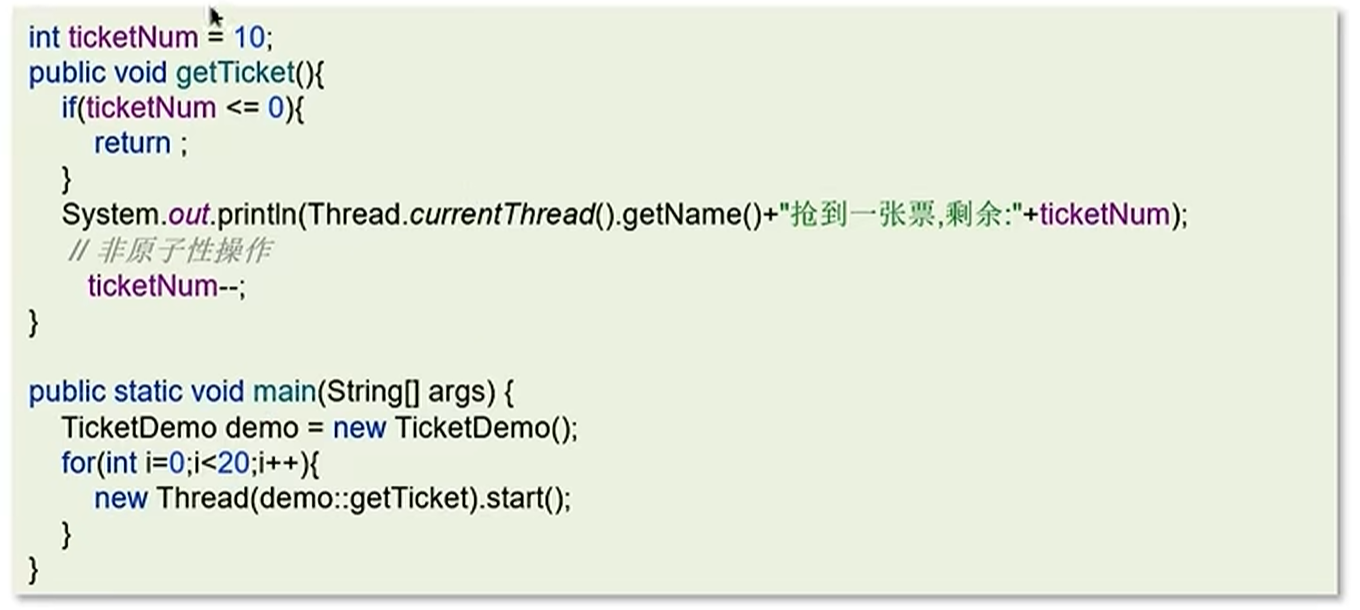 int ticketNum = 10;
public void getTicket(){
if(ticketNum <= 0){
return ;
}
System.out.println(Thread.currentThread().getName()+"抢到一张票,剩余:"+ticketNum);
// 非原子性操作
ticketNum--;
}
public static void main(String[] args) {
TicketDemo demo = new TicketDemo();
for(int i=0;i<20;i++){
new Thread(demo::getTicket).start();
}
}